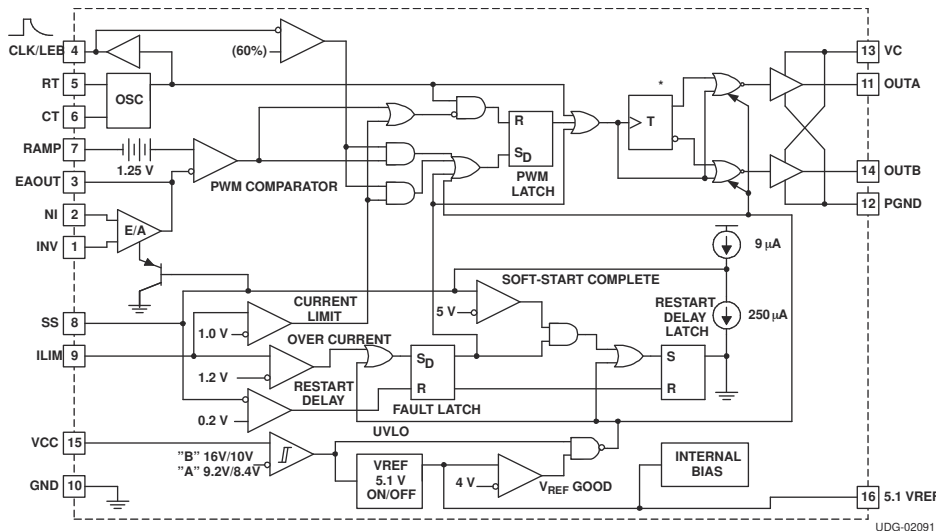 CLK/LEB 4
(60%)
13 VC
RT 5
OSC
R
*
T
11 OUTA
CT 6
RAMP 7
1.25 V
S_D
PWM LATCH
EAOUT 3
PWM COMPARATOR
14 OUTB
NI 2
12 PGND
E/A
INV 1
9 µA
SOFT-START COMPLETE
SS 8
CURRENT LIMIT
1.0 V
5 V
RESTART DELAY LATCH
250 µA
ILIM 9
OVER CURRENT
1.2 V
S_D
S
RESTART DELAY
R
R
FAULT LATCH
0.2 V
UVLO
VCC 15
"B" 16V/10V
"A" 9.2V/8.4V
VREF 5.1 V ON/OFF
4 V
V_REF GOOD
INTERNAL BIAS
GND 10
16 5.1 VREF
UDG-02091